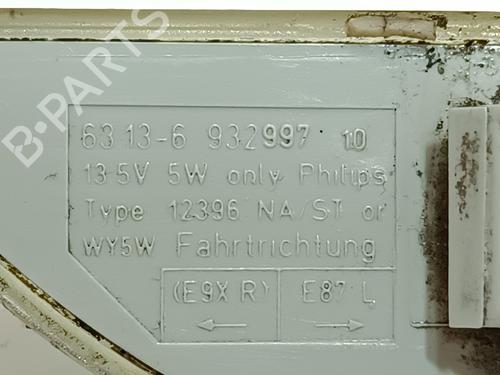 B-PARTS
63 13-6 932997 10
13.5V 5W only Philips
Type 12396 NA/ST or
WY5W Fahrtrichtung
(E9X R) E87 L
← →